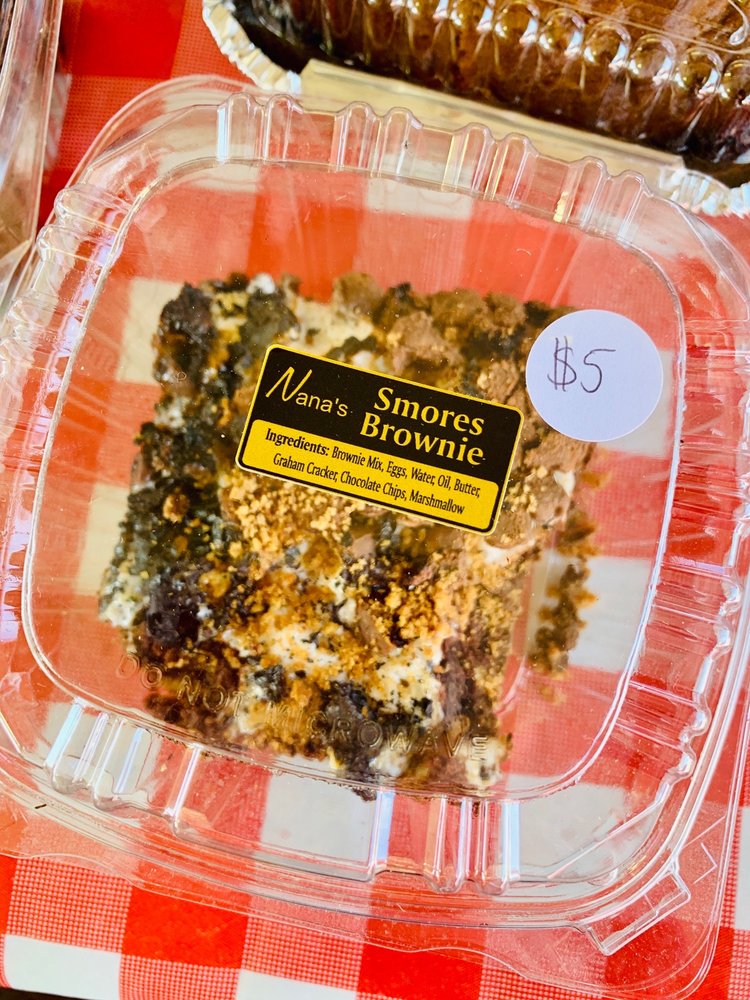 Nana's
Smores
Brownie
Ingredients: Brownie Mix, Eggs, Water, Oil, Butter,
Graham Cracker, Chocolate Chips, Marshmallow
$5
DO NOT MICROWAVE